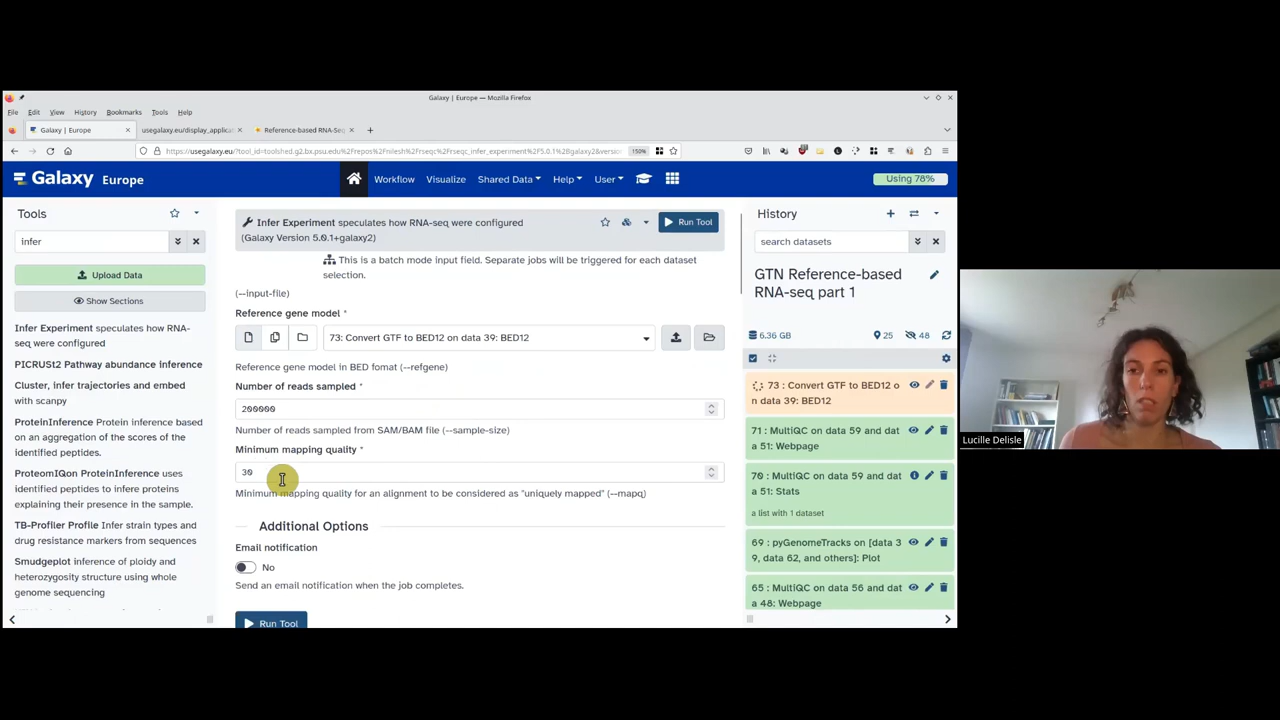 Galaxy | Europe — Mozilla Firefox
File Edit View History Bookmarks Tools Help
Galaxy | Europe
usegalaxy.eu/display_applicat
Reference-based RNA-Seq
150%
Galaxy Europe
Workflow Visualize Shared Data Help User
Using 78%
Tools
infer
Upload Data
Show Sections
Infer Experiment speculates how RNA-
seq were configured
PICRUSt2 Pathway abundance inference
Cluster, infer trajectories and embed
with scanpy
ProteinInference Protein inference based
on an aggregation of the scores of the
identified peptides.
ProteomIQon ProteinInference uses
identified peptides to infere proteins
explaining their presence in the sample.
TB-Profiler Profile Infer strain types and
drug resistance markers from sequences
Smudgeplot inference of ploidy and
heterozygosity structure using whole
genome sequencing
Infer Experiment speculates how RNA-seq were configured
(Galaxy Version 5.0.1+galaxy2)
Run Tool
This is a batch mode input field. Separate jobs will be triggered for each dataset
selection.
(--input-file)
Reference gene model *
73: Convert GTF to BED12 on data 39: BED12
Reference gene model in BED fomat (--refgene)
Number of reads sampled *
200000
Number of reads sampled from SAM/BAM file (--sample-size)
Minimum mapping quality *
30
Minimum mapping quality for an alignment to be considered as "uniquely mapped" (--mapq)
Additional Options
Email notification
No
Send an email notification when the job completes.
Run Tool
History
search datasets
GTN Reference-based
RNA-seq part 1
6.36 GB
25
48
73 : Convert GTF to BED12 o
n data 39: BED12
71 : MultiQC on data 59 and dat
a 51: Webpage
70 : MultiQC on data 59 and dat
a 51: Stats
a list with 1 dataset
69 : pyGenomeTracks on [data 3
9, data 62, and others]: Plot
65 : MultiQC on data 56 and dat
a 48: Webpage
Lucille Delisle